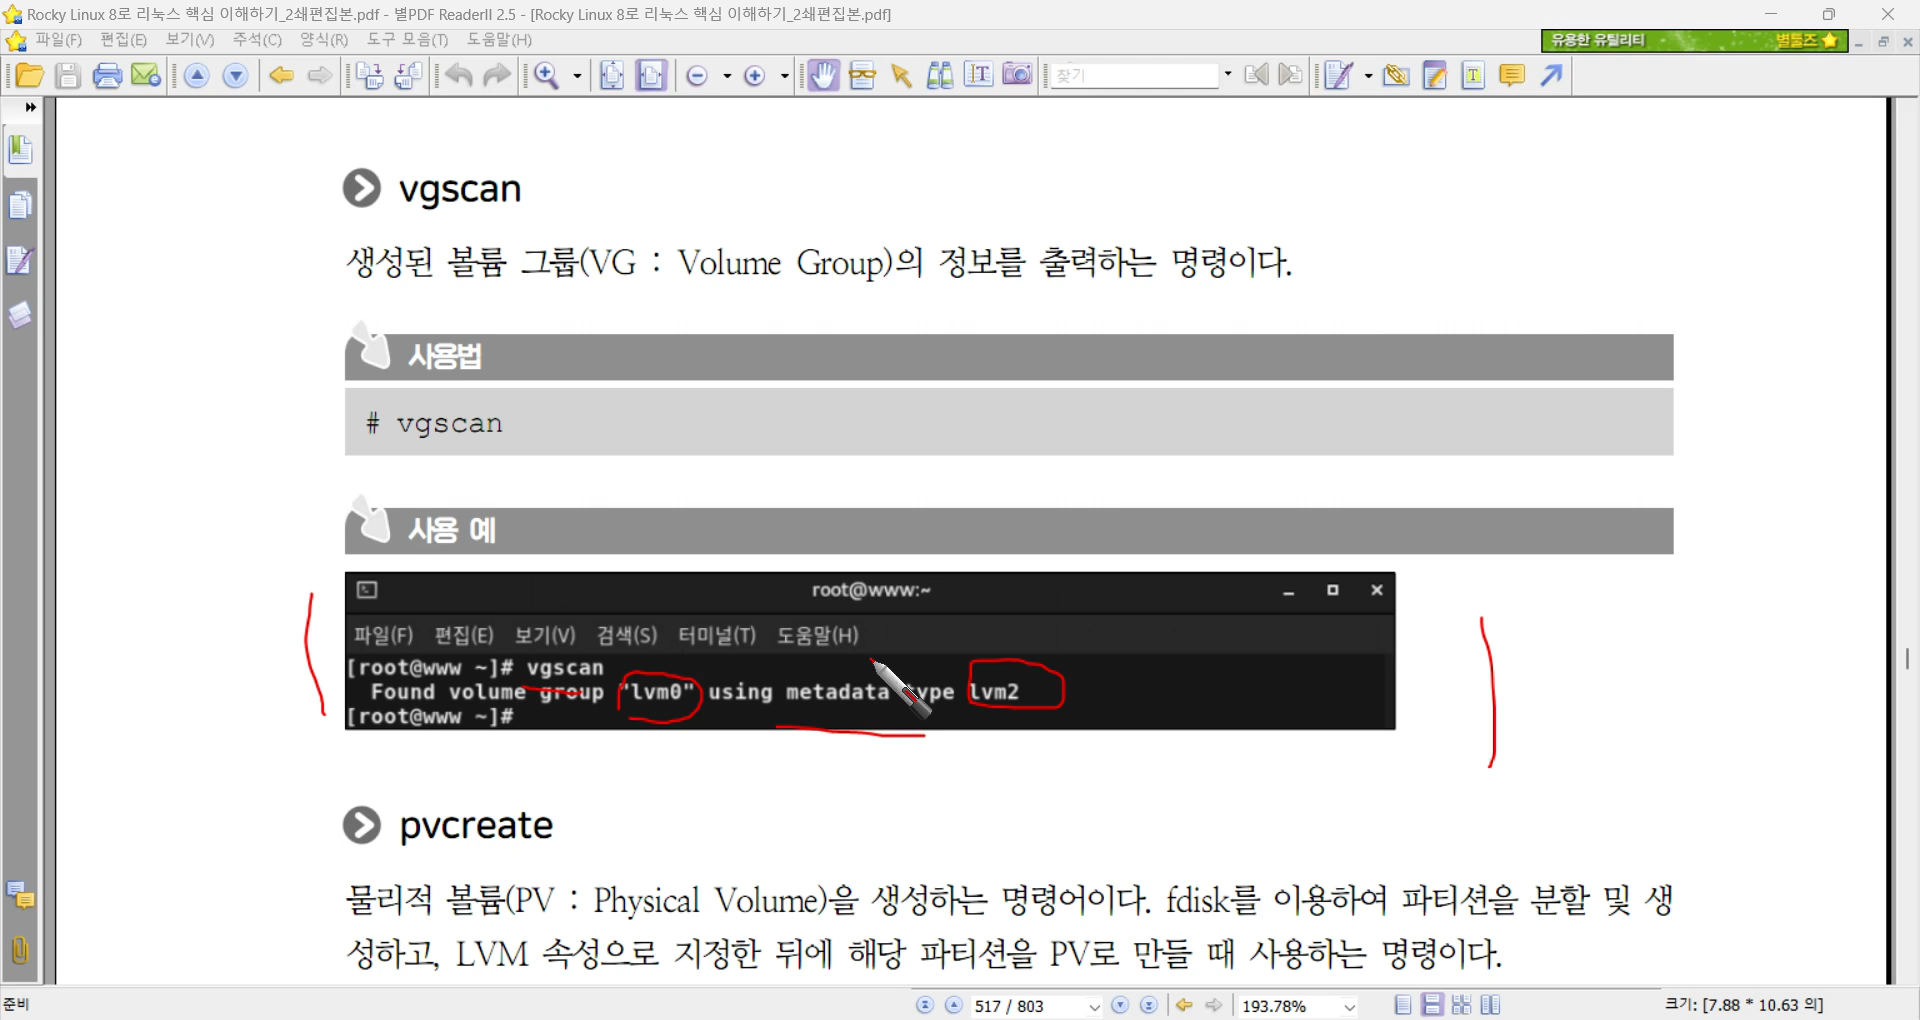 Rocky Linux 8로 리눅스 핵심 이해하기_2쇄편집본.pdf - 별PDF ReaderII 2.5 - [Rocky Linux 8로 리눅스 핵심 이해하기_2쇄편집본.pdf]
파일(F) 편집(E) 보기(V) 주석(C) 양식(R) 도구 모음(T) 도움말(H)
유용한 유틸리티 별툴즈
찾기
vgscan
생성된 볼륨 그룹(VG : Volume Group)의 정보를 출력하는 명령이다.
사용법
# vgscan
사용 예
root@www:~
파일(F) 편집(E) 보기(V) 검색(S) 터미널(T) 도움말(H)
[root@www ~]# vgscan
Found volume group "lvm0" using metadata type lvm2
[root@www ~]#
pvcreate
물리적 볼륨(PV : Physical Volume)을 생성하는 명령어이다. fdisk를 이용하여 파티션을 분할 및 생
성하고, LVM 속성으로 지정한 뒤에 해당 파티션을 PV로 만들 때 사용하는 명령이다.
준비
517 / 803
193.78%
크기: [7.88 * 10.63 의]